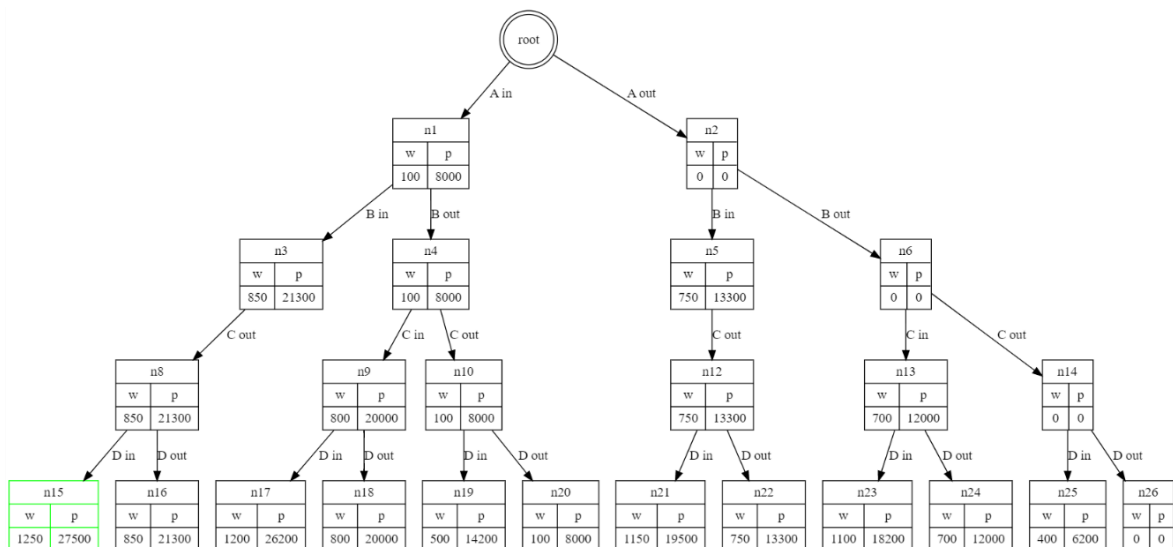 root
A in
A out
n1
w p
100 8000
n2
w p
0 0
B in
B out
B in
B out
n3
w p
850 21300
n4
w p
100 8000
n5
w p
750 13300
n6
w p
0 0
C out
C in
C out
C out
C in
C out
n8
w p
850 21300
n9
w p
800 20000
n10
w p
100 8000
n12
w p
750 13300
n13
w p
700 12000
n14
w p
0 0
D in
D out
D in
D out
D in
D out
D in
D out
D in
D out
D in
D out
n15
w p
1250 27500
n16
w p
850 21300
n17
w p
1200 26200
n18
w p
800 20000
n19
w p
500 14200
n20
w p
100 8000
n21
w p
1150 19500
n22
w p
750 13300
n23
w p
1100 18200
n24
w p
700 12000
n25
w p
400 6200
n26
w p
0 0